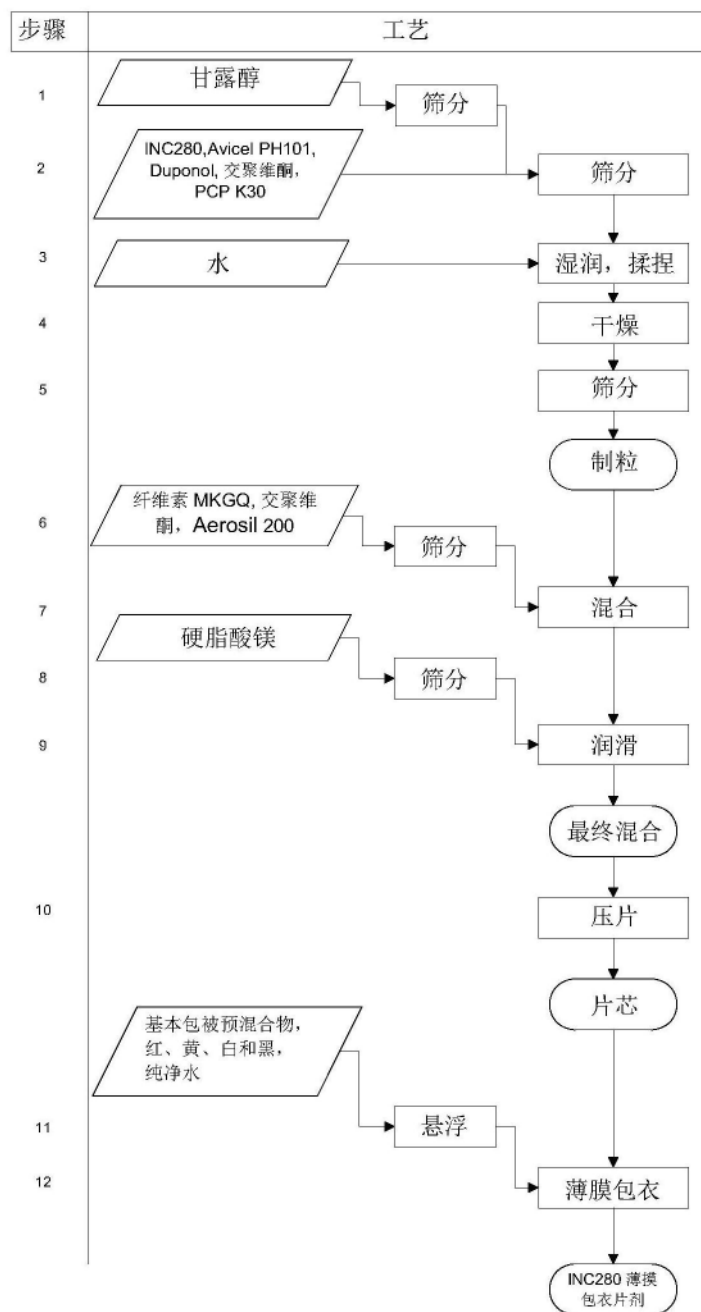 步骤
工艺
1
甘露醇
筛分
2
INC280,Avicel PH101,
Duponol, 交聚维酮,
PCP K30
筛分
3
水
湿润，揉捏
4
干燥
5
筛分
制粒
6
纤维素 MKGQ, 交聚维
酮，Aerosil 200
筛分
7
混合
硬脂酸镁
8
筛分
9
润滑
最终混合
10
压片
片芯
基本包被预混合物，
红、黄、白和黑，
纯净水
11
悬浮
12
薄膜包衣
INC280 薄摸
包衣片剂